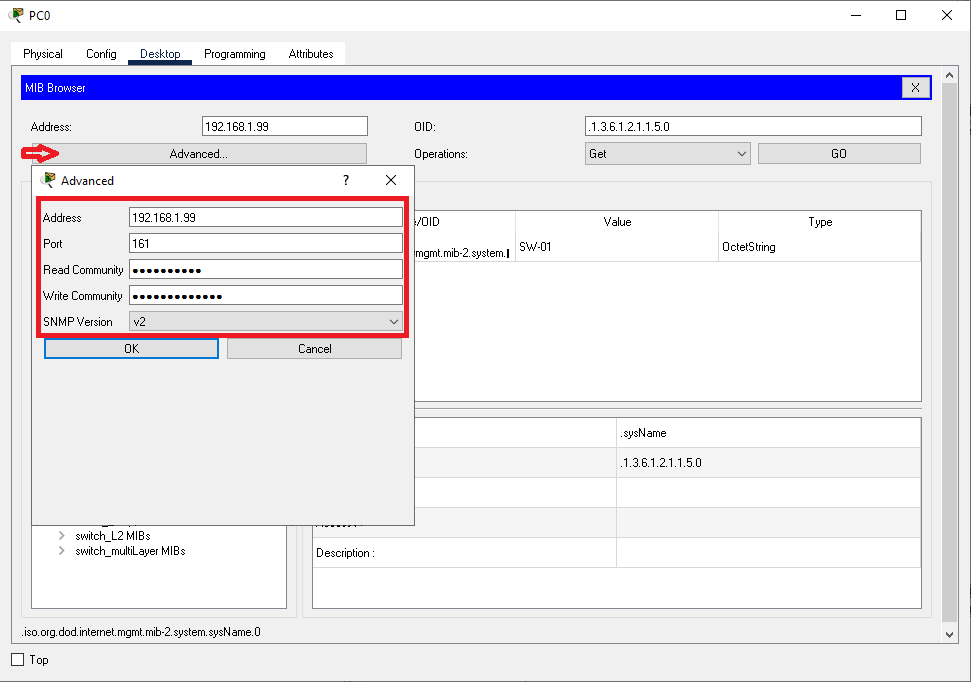 PC0
Physical Config Desktop Programming Attributes
MIB Browser X
Address: 192.168.1.99 OID: .1.3.6.1.2.1.1.5.0
Advanced... Operations: Get GO
Advanced ?
Address 192.168.1.99
Port 161
Read Community ••••••••••
Write Community •••••••••••••
SNMP Version v2
OK Cancel
/OID Value Type
mgmt.mib-2.system. SW-01 OctetString
.sysName
.1.3.6.1.2.1.1.5.0
switch_L2 MIBs
switch_multiLayer MIBs
Description :
.iso.org.dod.internet.mgmt.mib-2.system.sysName.0
Top